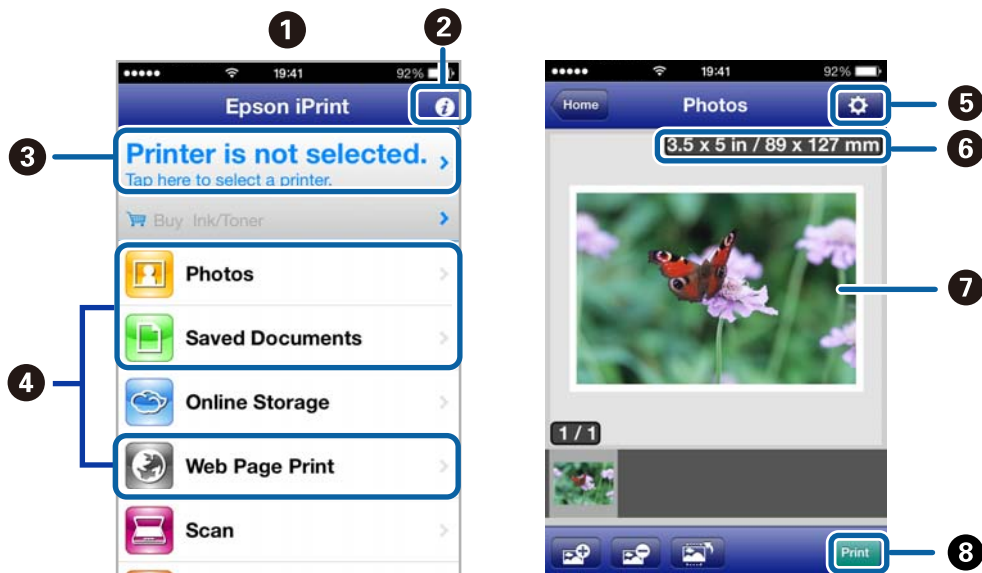 1
2
19:41
92%
Epson iPrint
3
Printer is not selected.
Tap here to select a printer.
Buy Ink/Toner
Photos
Saved Documents
4
Online Storage
Web Page Print
Scan
19:41
92%
Home
Photos
5
3.5 x 5 in / 89 x 127 mm
6
7
1 / 1
Print
8